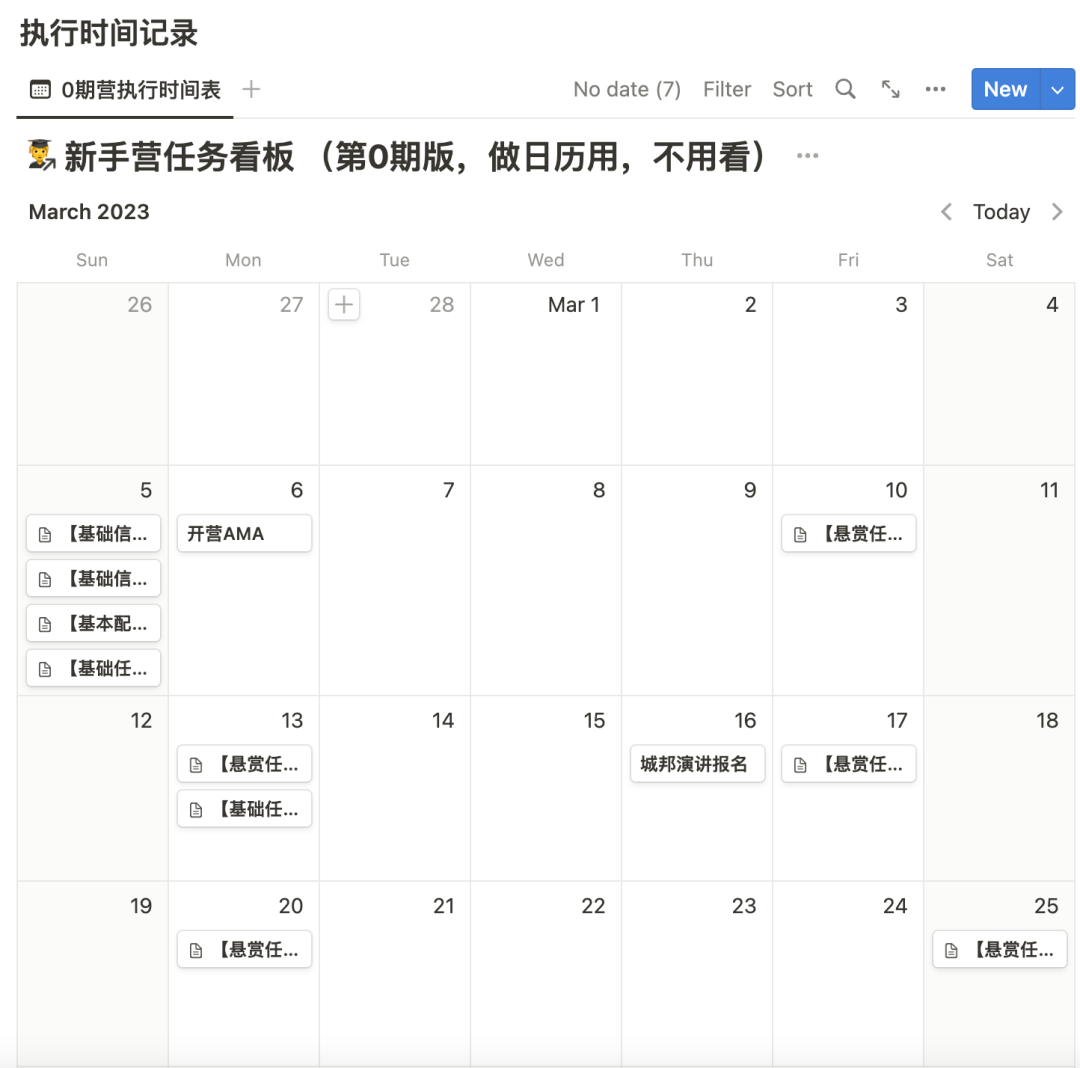 执行时间记录
0期营执行时间表
No date (7) Filter Sort New
新手营任务看板 （第0期版，做日历用，不用看）
March 2023 Today
Sun Mon Tue Wed Thu Fri Sat
26 27 28 Mar 1 2 3 4
5 6 7 8 9 10 11
【基础信... 开营AMA 【悬赏任...
【基础信...
【基本配...
【基础任...
12 13 14 15 16 17 18
【悬赏任... 城邦演讲报名 【悬赏任...
【基础任...
19 20 21 22 23 24 25
【悬赏任... 【悬赏任...